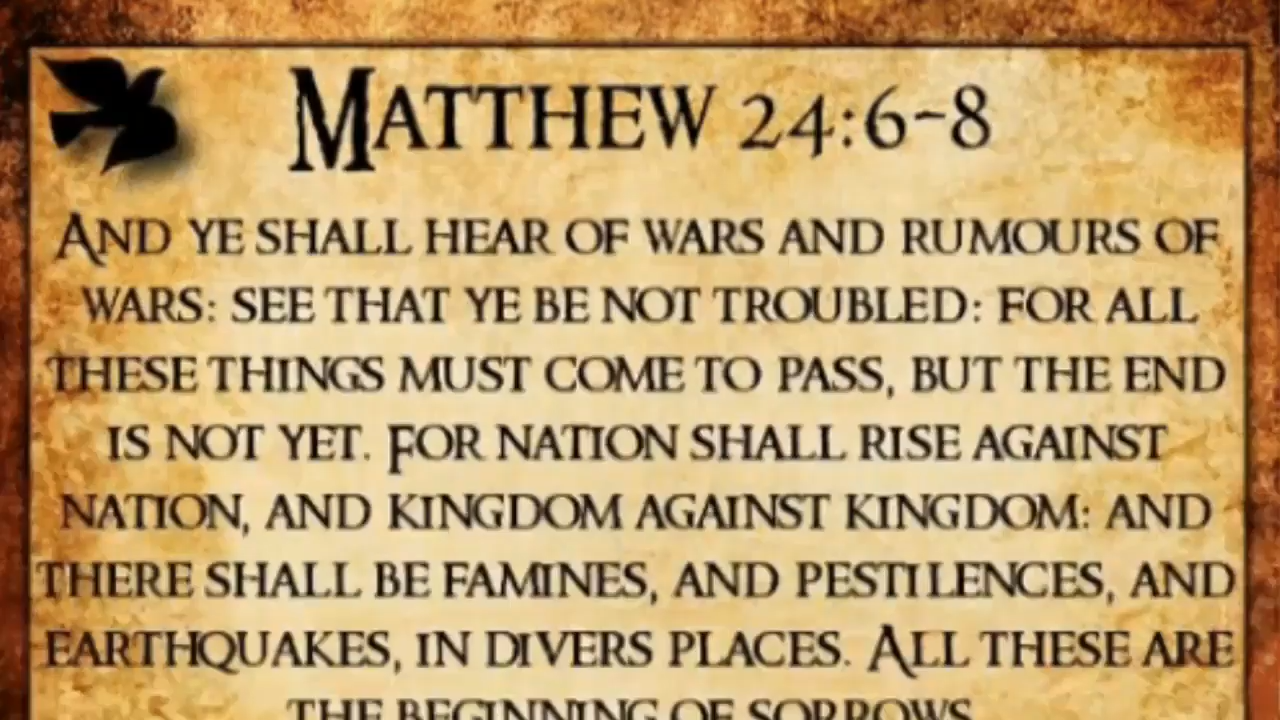 Matthew 24:6-8
And ye shall hear of wars and rumours of
wars: see that ye be not troubled: for all
these things must come to pass, but the end
is not yet. For nation shall rise against
nation, and kingdom against kingdom: and
there shall be famines, and pestilences, and
earthquakes, in divers places. All these are
the beginning of sorrows.